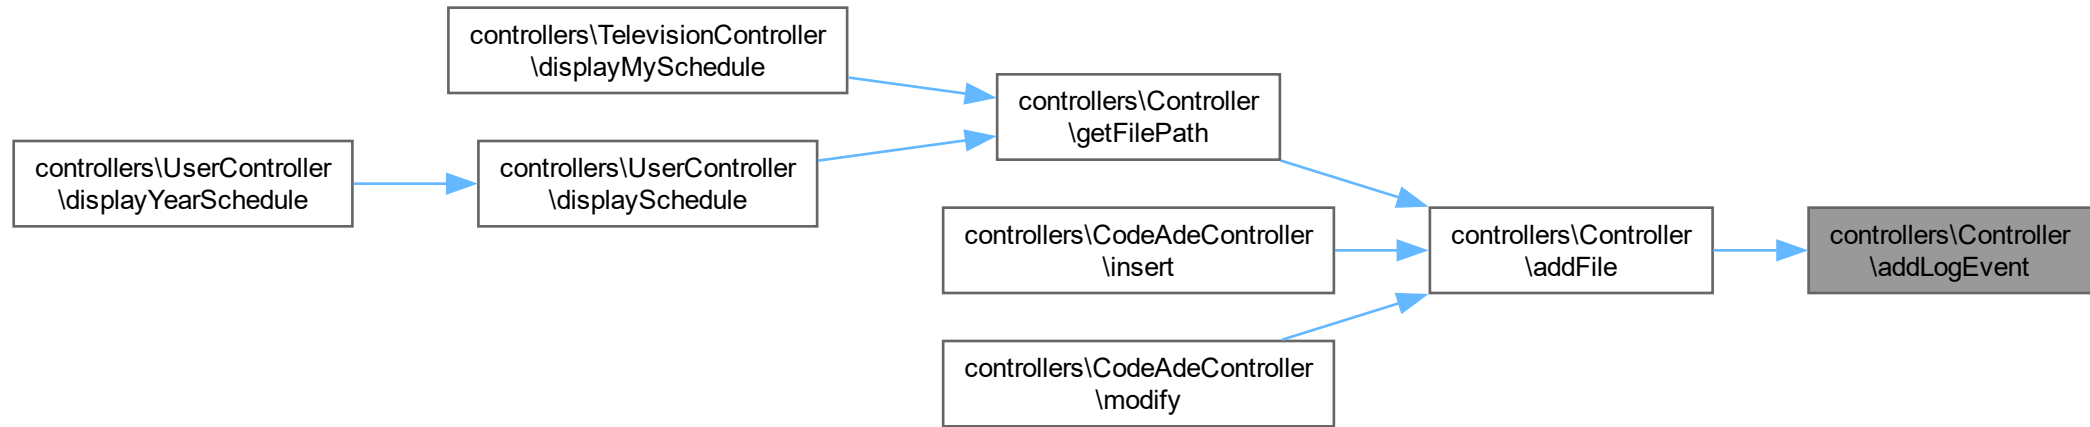 controllers\TelevisionController
\displayMySchedule
controllers\Controller
\getFilePath
controllers\UserController
\displayYearSchedule
controllers\UserController
\displaySchedule
controllers\CodeAdeController
\insert
controllers\Controller
\addFile
controllers\Controller
\addLogEvent
controllers\CodeAdeController
\modify